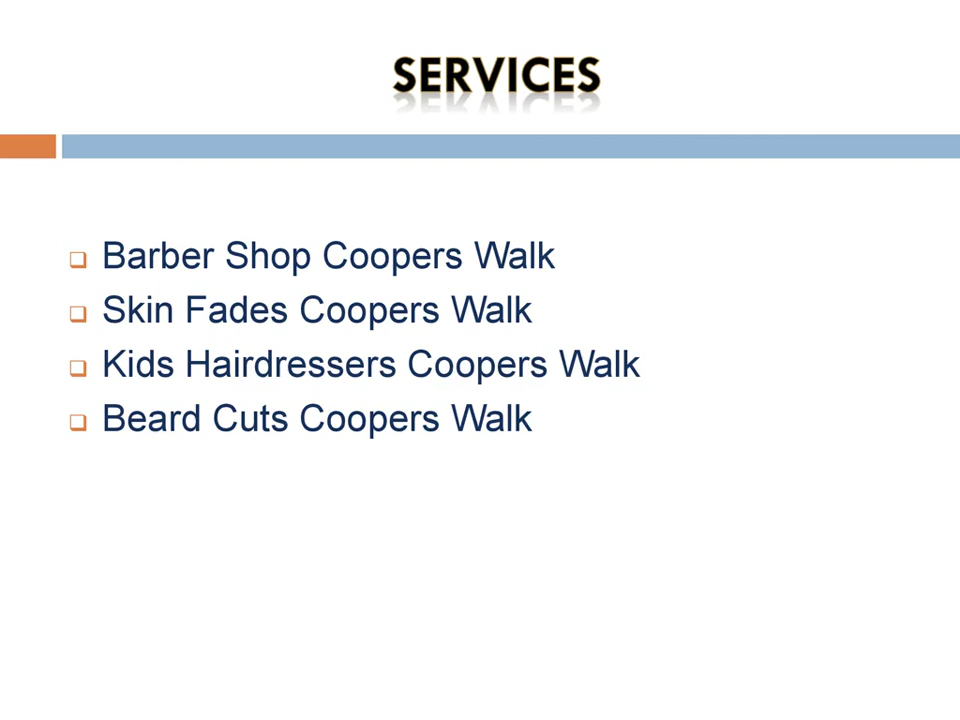 SERVICES
Barber Shop Coopers Walk
Skin Fades Coopers Walk
Kids Hairdressers Coopers Walk
Beard Cuts Coopers Walk